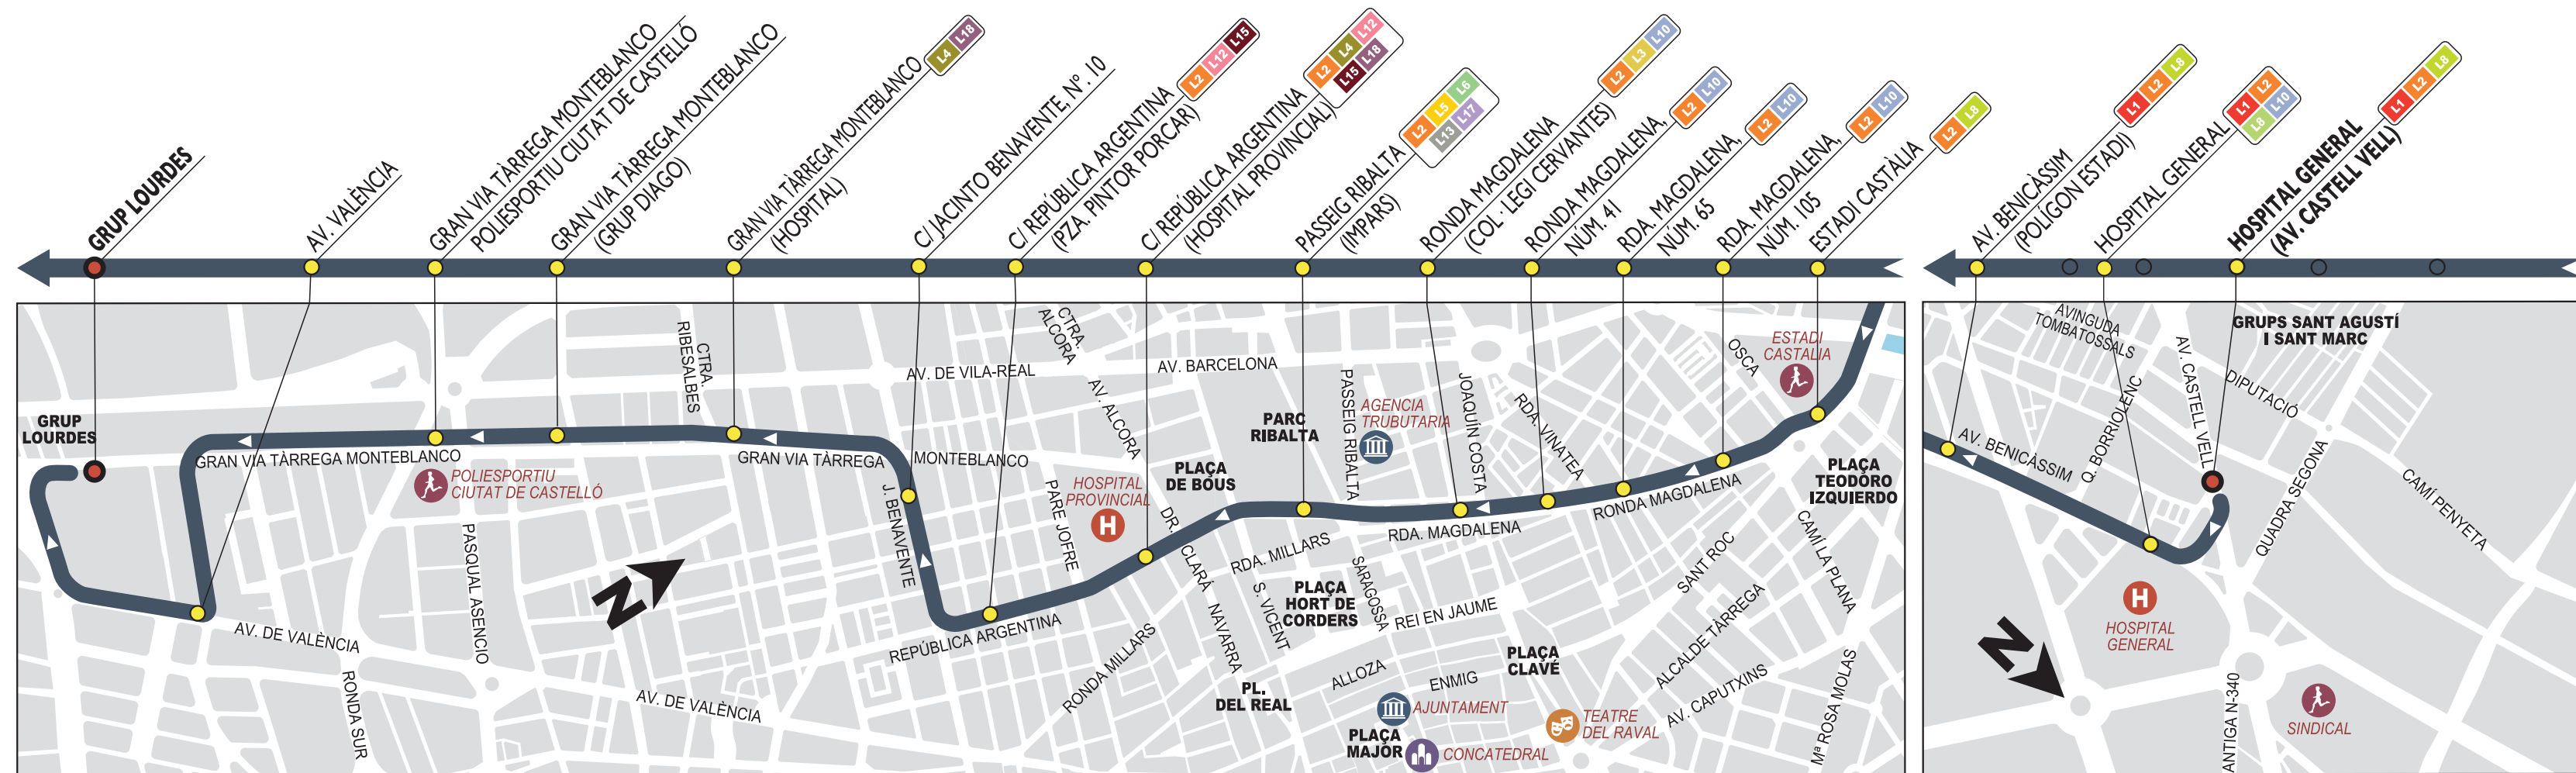 GRUP LOURDES
AV. VALÈNCIA
GRAN VIA TÀRREGA MONTEBLANCO
POLIESPORTIU CIUTAT DE CASTELLÓ
GRAN VIA TÀRREGA MONTEBLANCO
(GRUP DIAGO)
GRAN VIA TÀRREGA MONTEBLANCO
(HOSPITAL)
L4 L18
C/ JACINTO BENAVENTE, Nº. 10
C/ REPÚBLICA ARGENTINA
(PZA. PINTOR PORCAR)
L2 L12 L15
C/ REPÚBLICA ARGENTINA
(HOSPITAL PROVINCIAL)
L2 L4 L12
L15 L18
PASSEIG RIBALTA
(IMPARS)
L2 L5 L6
L13 L17
RONDA MAGDALENA
(COL·LEGI CERVANTES)
L2 L3 L10
RONDA MAGDALENA,
NÚM. 41
L2 L10
RDA. MAGDALENA,
NÚM. 65
L2 L10
RDA. MAGDALENA,
NÚM. 105
L2 L10
ESTADI CASTÀLIA
L2 L8
AV. BENICÀSSIM
(POLÍGON ESTADI)
L1 L2 L8
HOSPITAL GENERAL
L1 L2
L8 L10
HOSPITAL GENERAL
(AV. CASTELL VELL)
L1 L2 L8
GRUP
LOURDES
GRAN VIA TÀRREGA MONTEBLANCO
POLIESPORTIU
CIUTAT DE CASTELLÓ
AV. DE VALÈNCIA
RONDA SUR
PASQUAL ASENCIO
N
CTRA.
RIBESALBES
GRAN VIA TÀRREGA
MONTEBLANCO
AV. DE VALÈNCIA
J. BENAVENTE
AV. DE VILA-REAL
CTRA.
ALCORA
AV. ALCORA
AV. BARCELONA
HOSPITAL
PROVINCIAL
H
PARE JOFRE
PLAÇA
DE BOUS
DR. CLARÁ
NAVARRA
REPÚBLICA ARGENTINA
RONDA MILLARS
PARC
RIBALTA
PASSEIG RIBALTA
AGENCIA
TRUBUTARIA
JOAQUÍN COSTA
RDA. VINATEA
RDA. MILLARS
RDA. MAGDALENA
RONDA MAGDALENA
S. VICENT
PLAÇA
HORT DE
CORDERS
SARAGOSSA
REI EN JAUME
PL.
DEL REAL
ALLOZA
ENMIG
PLAÇA
CLAVÉ
AJUNTAMENT
PLAÇA
MAJOR
CONCATEDRAL
TEATRE
DEL RAVAL
SANT ROC
ALCALDE TÀRREGA
AV. CAPUTXINS
OSCA
ESTADI
CASTALIA
PLAÇA
TEODORO
IZQUIERDO
CAMÍ LA PLANA
Mª ROSA MOLAS
AVINGUDA
TOMBATOSSALS
GRUPS SANT AGUSTÍ
I SANT MARC
AV. CASTELL VELL
DIPUTACIÓ
AV. BENICÀSSIM
Q. BORRIOLENC
QUADRA SEGONA
CAMÍ PENYETA
N
H
HOSPITAL
GENERAL
ANTIGA N-340
SINDICAL